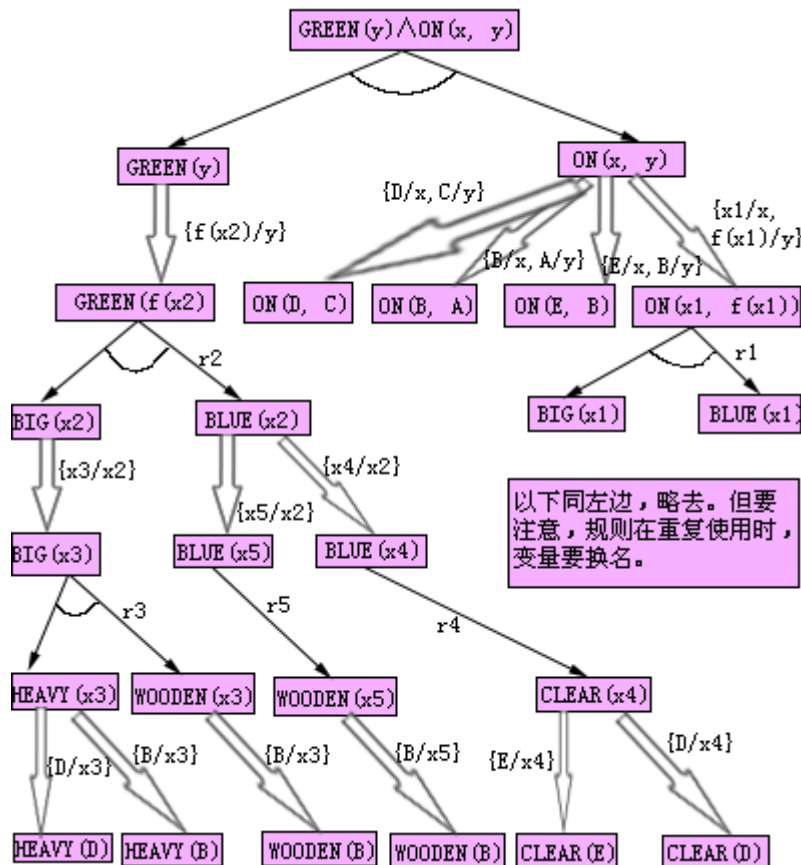 GREEN(y)∧ON(x, y)
GREEN(y)
ON(x, y)
{D/x, C/y}
{x1/x,
f(x1)/y}
{f(x2)/y}
{B/x, A/y}
{E/x, B/y}
GREEN(f(x2)
ON(D, C)
ON(B, A)
ON(E, B)
ON(x1, f(x1))
r2
r1
BIG(x2)
BLUE(x2)
BIG(x1)
BLUE(x1)
{x3/x2}
{x4/x2}
{x5/x2}
以下同左边，略去。但要
注意，规则在重复使用时，
变量要换名。
BIG(x3)
BLUE(x5)
BLUE(x4)
r3
r5
r4
HEAVY(x3)
WOODEN(x3)
WOODEN(x5)
CLEAR(x4)
{D/x3}
{B/x3}
{B/x3}
{B/x5}
{E/x4}
{D/x4}
HEAVY(D)
HEAVY(B)
WOODEN(B)
WOODEN(B)
CLEAR(E)
CLEAR(D)